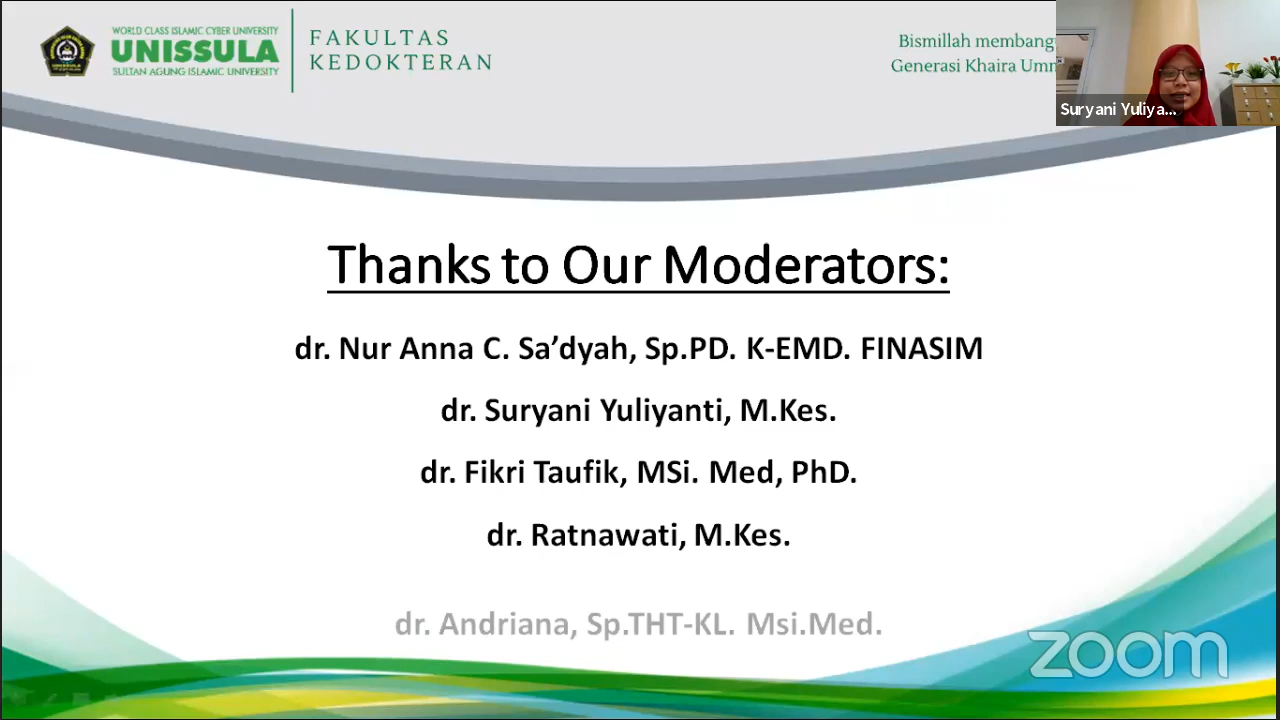 WORLD CLASS ISLAMIC CYBER UNIVERSITY
UNISSULA
SULTAN AGUNG ISLAMIC UNIVERSITY
FAKULTAS
KEDOKTERAN
Bismillah membang
Generasi Khaira Umm
Suryani Yuliya...
Thanks to Our Moderators:
dr. Nur Anna C. Sa’dyah, Sp.PD. K-EMD. FINASIM
dr. Suryani Yuliyanti, M.Kes.
dr. Fikri Taufik, MSi. Med, PhD.
dr. Ratnawati, M.Kes.
dr. Andriana, Sp.THT-KL. Msi.Med.
zoom